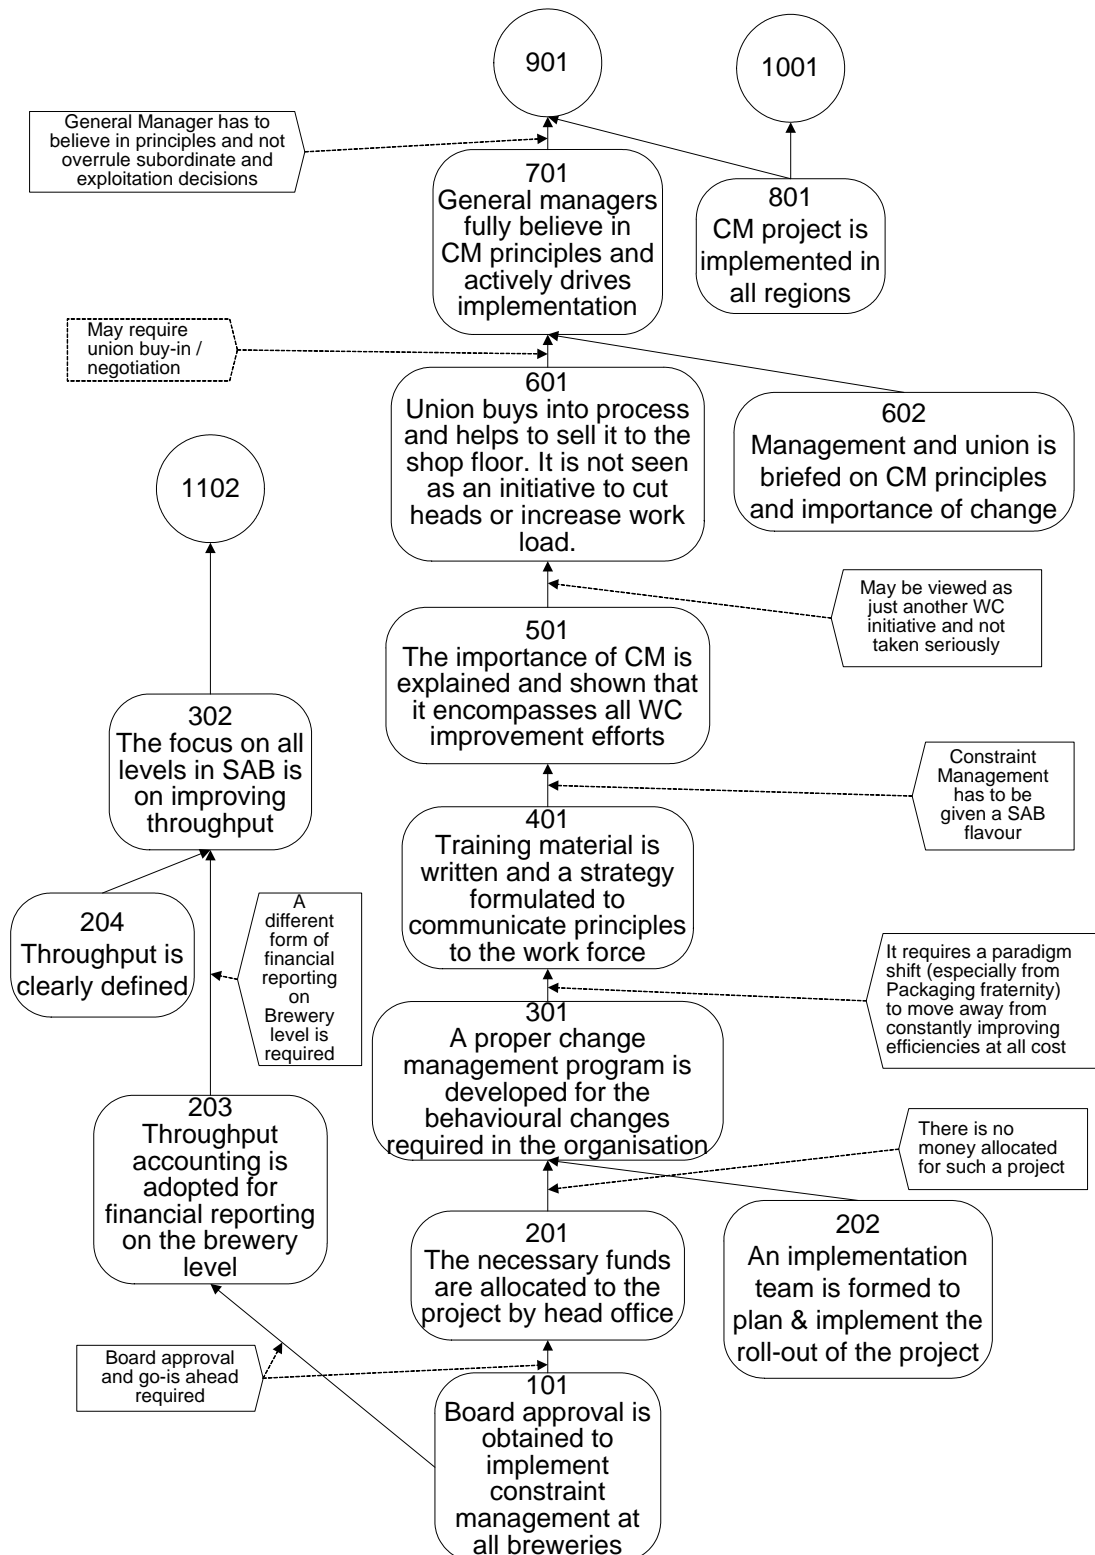 901
1001
General Manager has to
believe in principles and not
overrule subordinate and
exploitation decisions
701
General managers
fully believe in
CM principles and
actively drives
implementation
801
CM project is
implemented in
all regions
May require
union buy-in /
negotiation
601
Union buys into process
and helps to sell it to the
shop floor. It is not seen
as an initiative to cut
heads or increase work
load.
602
Management and union is
briefed on CM principles
and importance of change
1102
May be viewed as
just another WC
initiative and not
taken seriously
501
The importance of CM is
explained and shown that
it encompasses all WC
improvement efforts
302
The focus on all
levels in SAB is
on improving
throughput
Constraint
Management
has to be
given a SAB
flavour
401
Training material is
written and a strategy
formulated to
communicate principles
to the work force
204
Throughput is
clearly defined
A
different
form of
financial
reporting
on
Brewery
level is
required
It requires a paradigm
shift (especially from
Packaging fraternity)
to move away from
constantly improving
efficiencies at all cost
301
A proper change
management program is
developed for the
behavioural changes
required in the organisation
203
Throughput
accounting is
adopted for
financial reporting
on the brewery
level
There is no
money allocated
for such a project
201
The necessary funds
are allocated to the
project by head office
202
An implementation
team is formed to
plan & implement the
roll-out of the project
Board approval
and go-is ahead
required
101
Board approval is
obtained to
implement
constraint
management at
all breweries